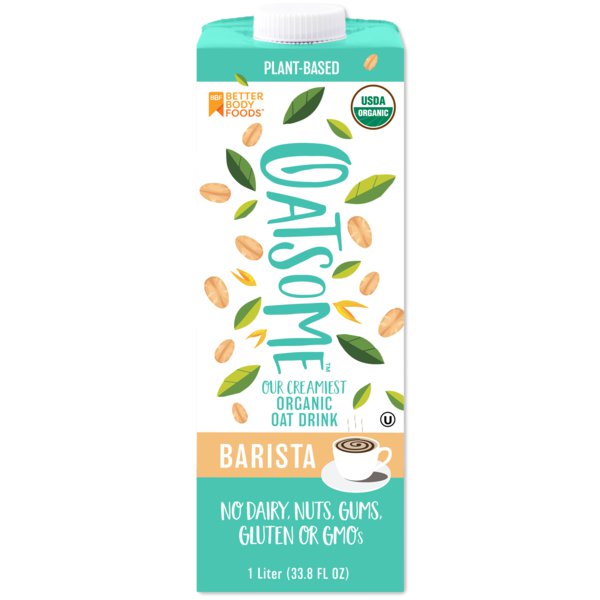 PLANT-BASED
BBF
BETTER
BODY
FOODS®
USDA
ORGANIC
OATSOME™
OUR CREAMIEST
ORGANIC
OAT DRINK
U
BARISTA
NO DAIRY, NUTS, GUMS,
GLUTEN OR GMOs
1 Liter (33.8 FL OZ)